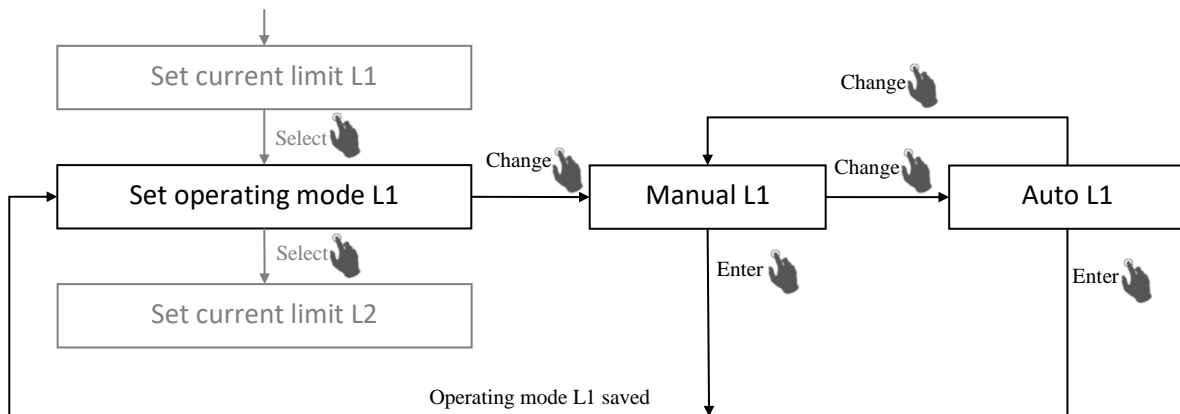 Set current limit L1
Change
Select
Change
Change
Set operating mode L1
Manual L1
Auto L1
Select
Enter
Enter
Set current limit L2
Operating mode L1 saved